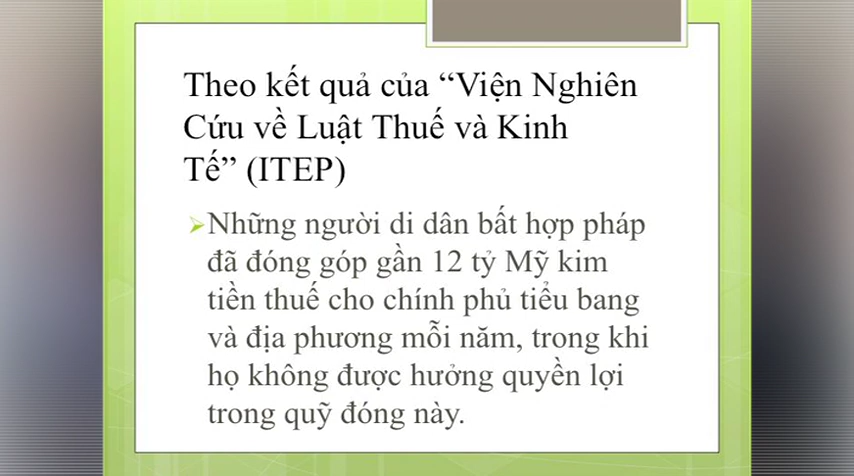 Theo kết quả của “Viện Nghiên
Cứu về Luật Thuế và Kinh
Tế” (ITEP)
Những người di dân bất hợp pháp
đã đóng góp gần 12 tỷ Mỹ kim
tiền thuế cho chính phủ tiểu bang
và địa phương mỗi năm, trong khi
họ không được hưởng quyền lợi
trong quỹ đóng này.